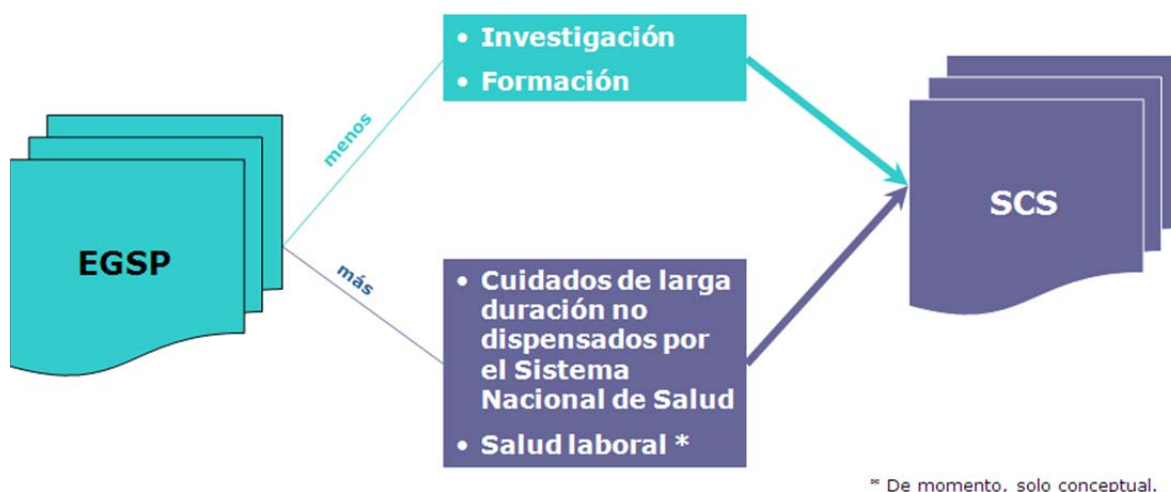 • Investigación
• Formación
menos
EGSP
SCS
más
• Cuidados de larga
duración no
dispensados por
el Sistema
Nacional de Salud
• Salud laboral *
* De momento, solo conceptual.